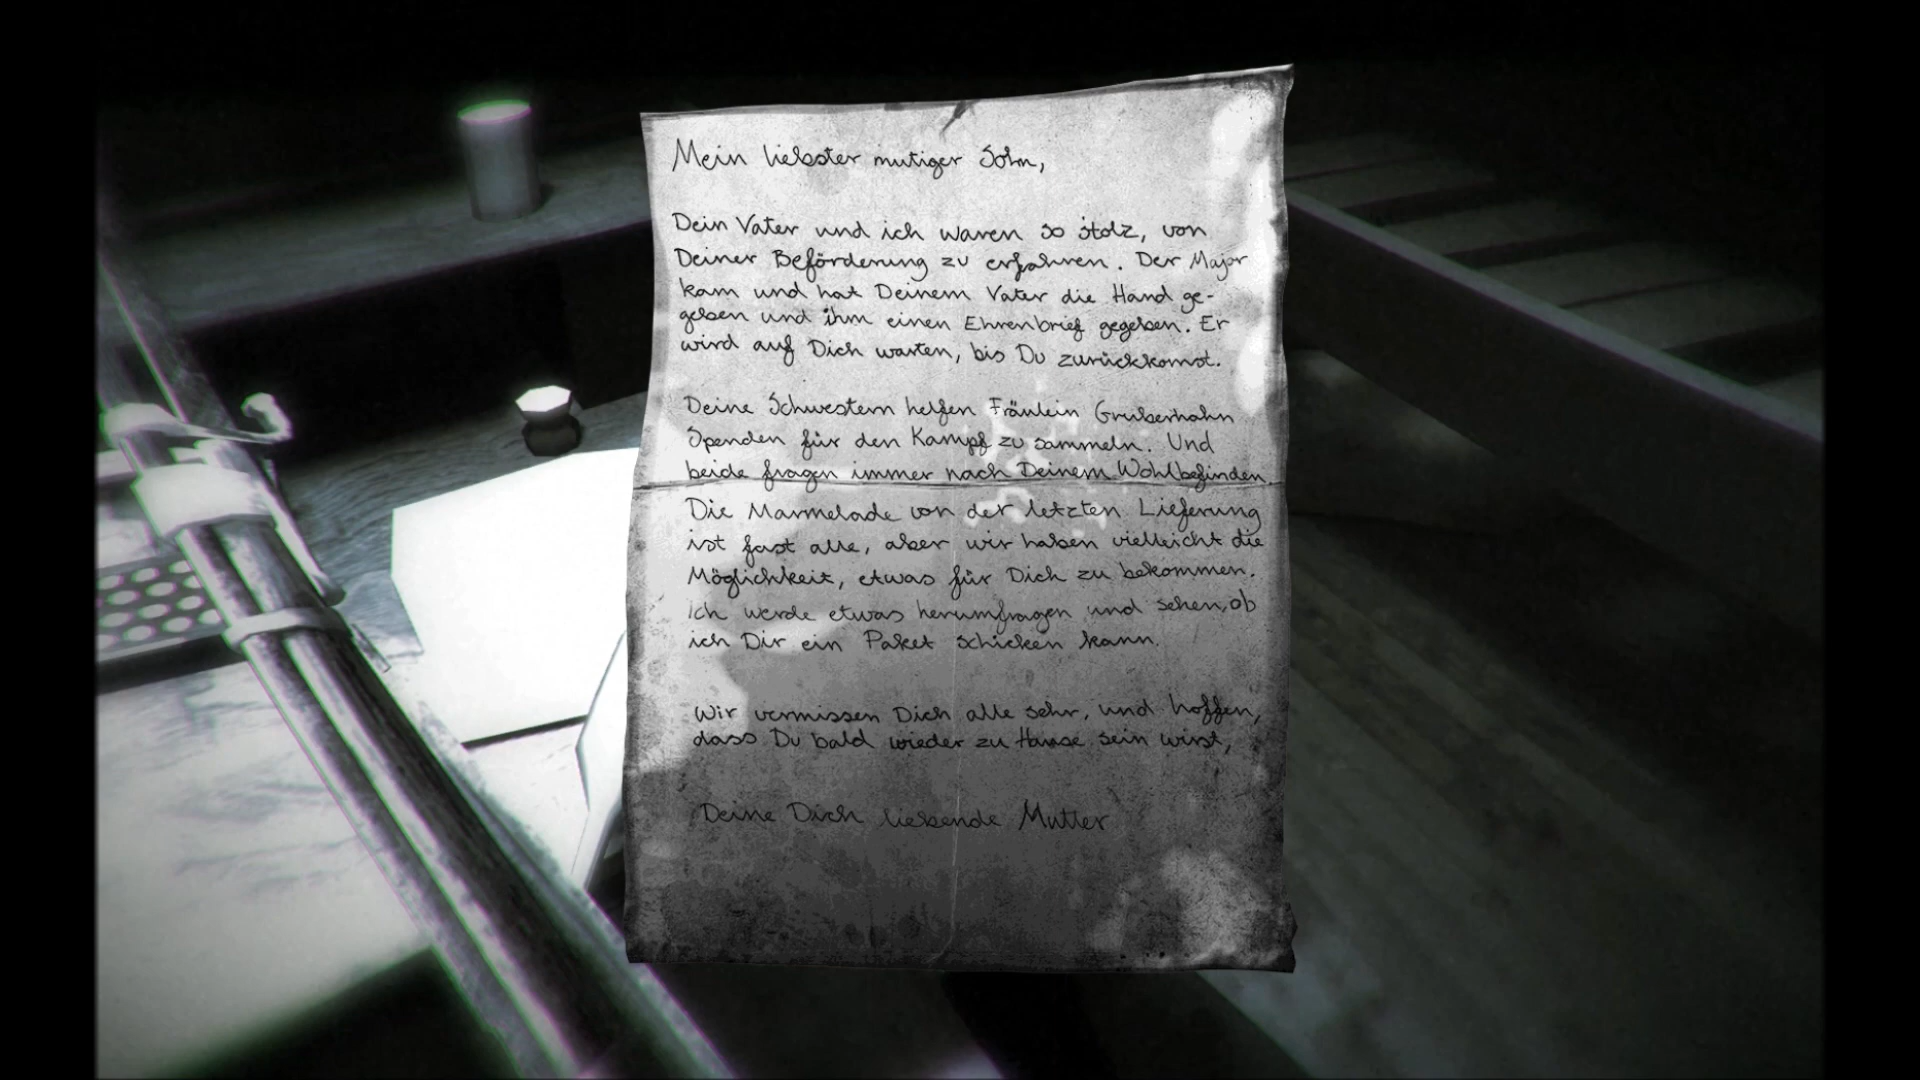 Mein liebster mutiger Sohn,
Dein Vater und ich waren so stolz, von
Deiner Beförderung zu erfahren. Der Major
kam und hat Deinem Vater die Hand ge-
geben und ihm einen Ehrenbrief gegeben. Er
wird auf Dich warten, bis Du zurückkomst.
Deine Schwestern helfen Fräulein Gruberhahn
Spenden für den Kampf zu sammeln. Und
beide fragen immer nach Deinem Wohlbefinden.
Die Marmelade von der letzten Lieferung
ist fast alle, aber wir haben vielleicht die
Möglichkeit, etwas für Dich zu bekommen.
Ich werde etwas herumfragen und sehen, ob
ich Dir ein Paket schicken kann.
Wir vermissen Dich alle sehr, und hoffen,
dass Du bald wieder zu Hause sein wirst,
Deine Dich liebende Mutter